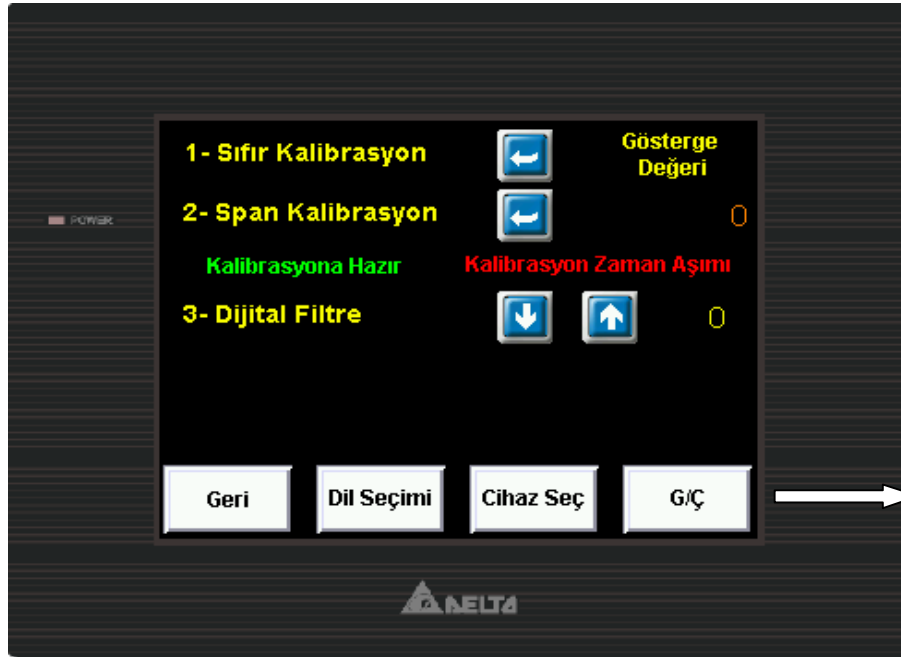 1- Sıfır Kalibrasyon
Gösterge
Değeri
2- Span Kalibrasyon
0
POWER
Kalibrasyona Hazır
Kalibrasyon Zaman Aşımı
3- Dijital Filtre
0
Geri
Dil Seçimi
Cihaz Seç
G/Ç
DELTA